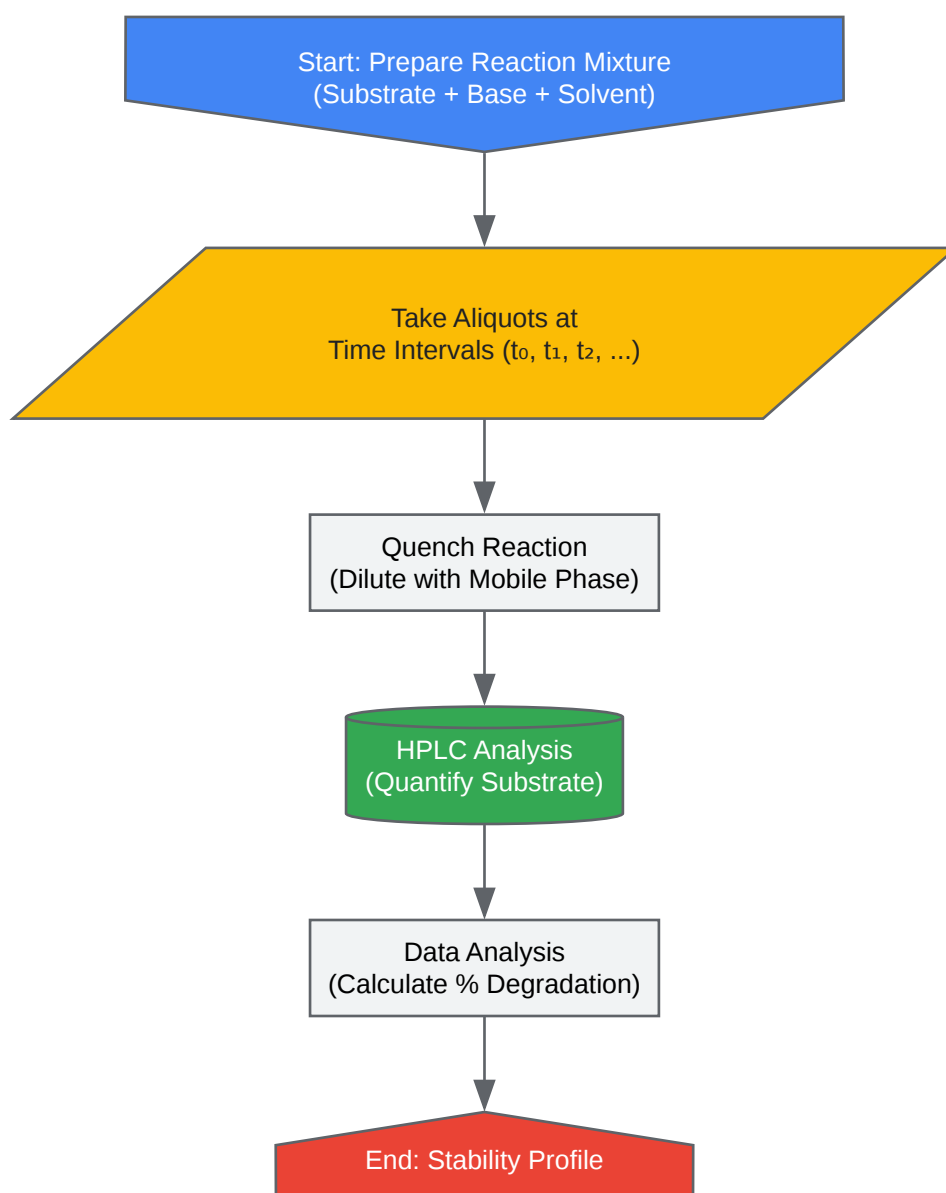 Start: Prepare Reaction Mixture
(Substrate + Base + Solvent)
Take Aliquots at
Time Intervals (t₀, t₁, t₂, ...)
Quench Reaction
(Dilute with Mobile Phase)
HPLC Analysis
(Quantify Substrate)
Data Analysis
(Calculate % Degradation)
End: Stability Profile